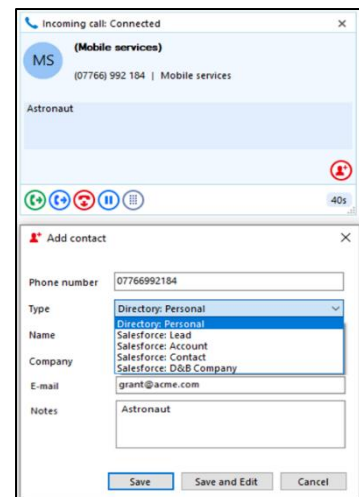 Incoming call: Connected
MS
(Mobile services)
(07766) 992 184 | Mobile services
Astronaut
40s
Add contact
Phone number 07766992184
Type Directory: Personal
Directory: Personal
Salesforce: Lead
Name
Salesforce: Account
Salesforce: Contact
Company
Salesforce: D&B Company
E-mail grant@acme.com
Notes Astronaut
Save Save and Edit Cancel